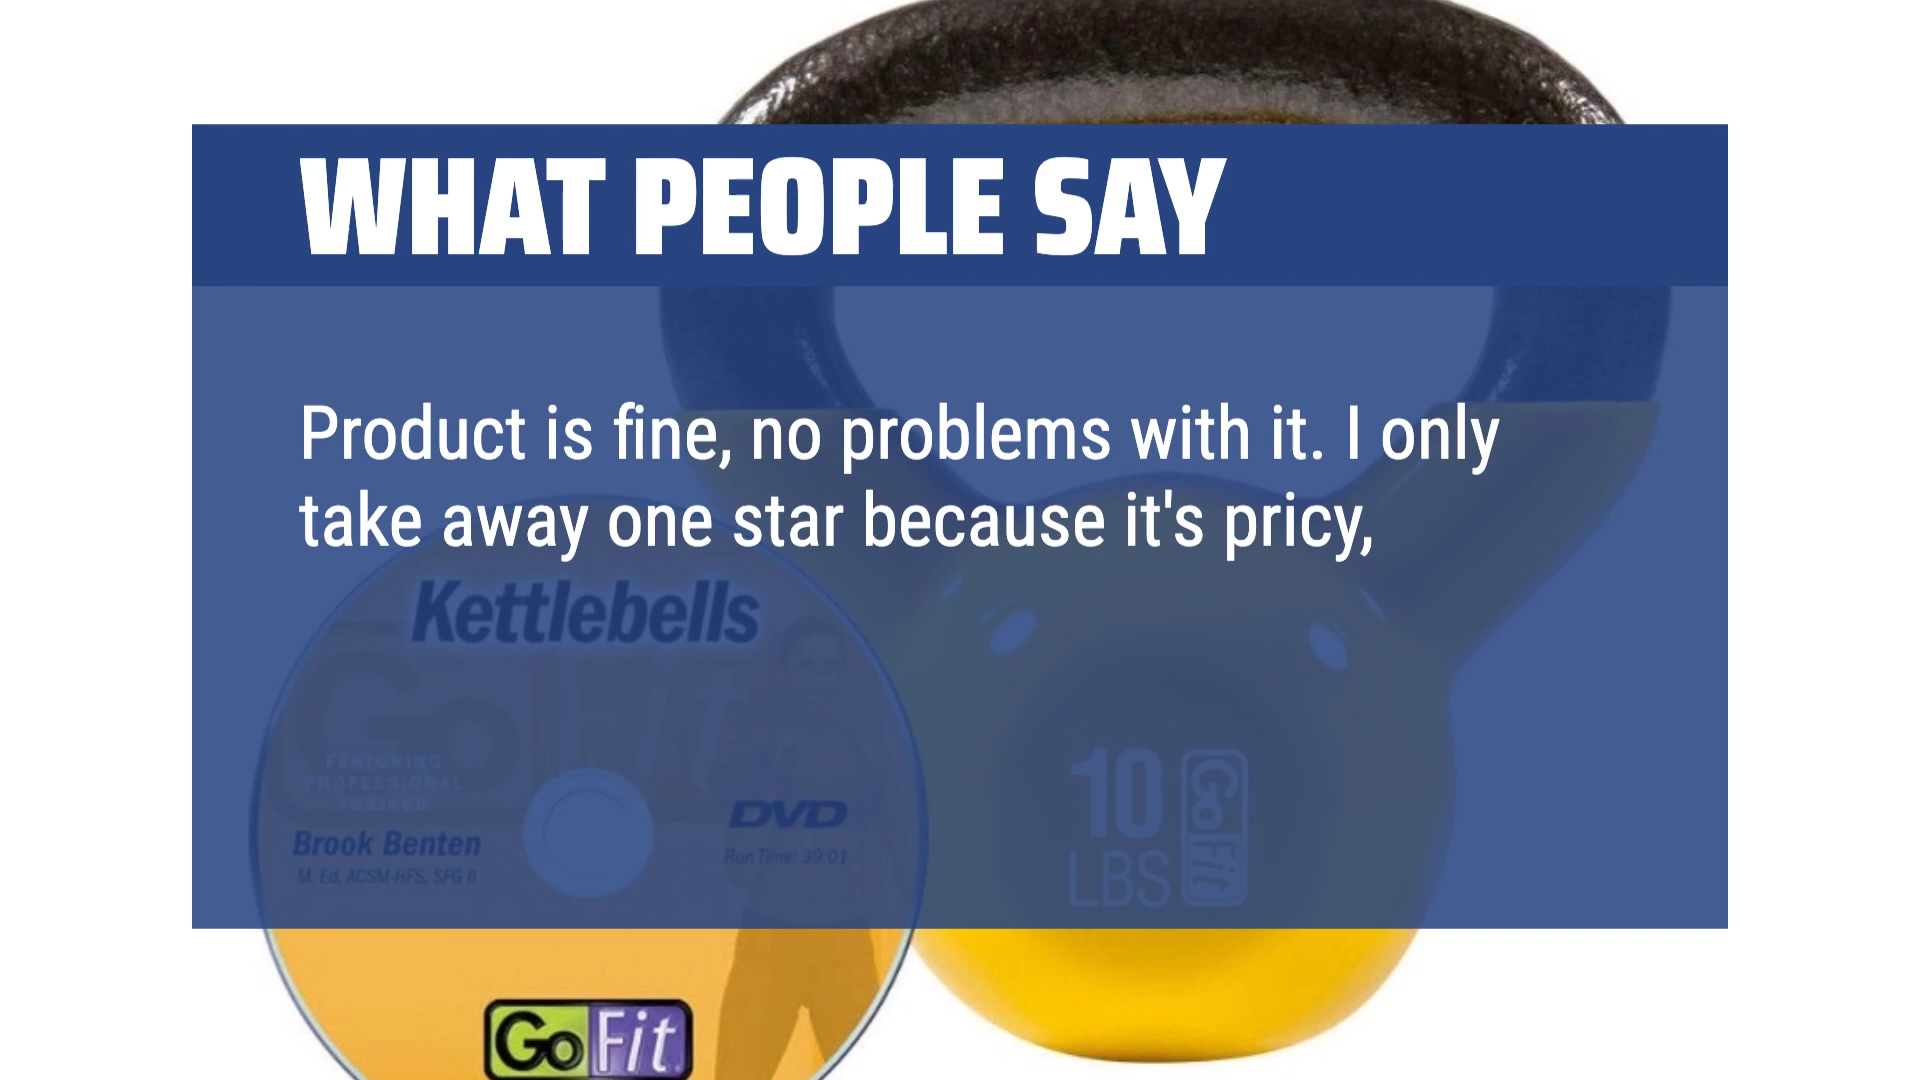 WHAT PEOPLE SAY
Product is fine, no problems with it. I only
take away one star because it's pricy,
Kettlebells
GoFit
FEATURING
PROFESSIONAL
TRAINER
Brook Benten
M. Ed, ACSM-HFS, SFG II
DVD
Run Time: 39:01
10
LBS
GoFit
GoFit